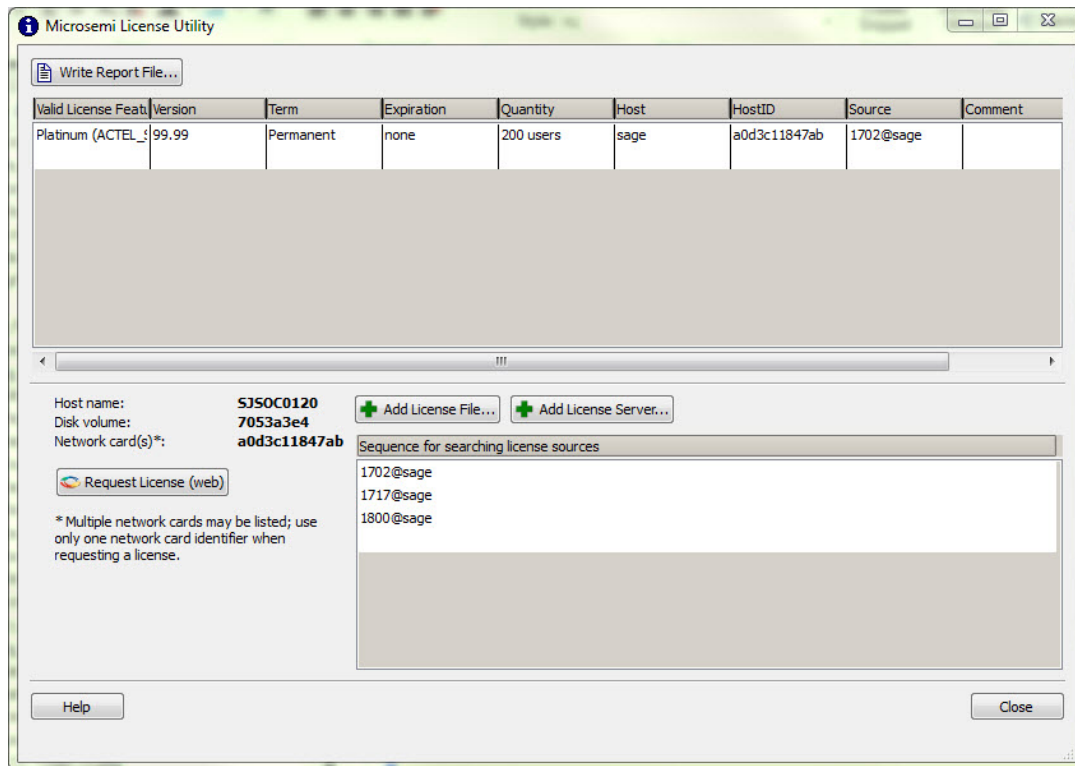 Microsemi License Utility
Write Report File...
Valid License Featu Version Term Expiration Quantity Host HostID Source Comment
Platinum (ACTEL_S 99.99 Permanent none 200 users sage a0d3c11847ab 1702@sage
Host name: SJSOC0120
Disk volume: 7053a3e4
Network card(s)*: a0d3c11847ab
Add License File... Add License Server...
Sequence for searching license sources
1702@sage
1717@sage
1800@sage
Request License (web)
* Multiple network cards may be listed; use
only one network card identifier when
requesting a license.
Help Close